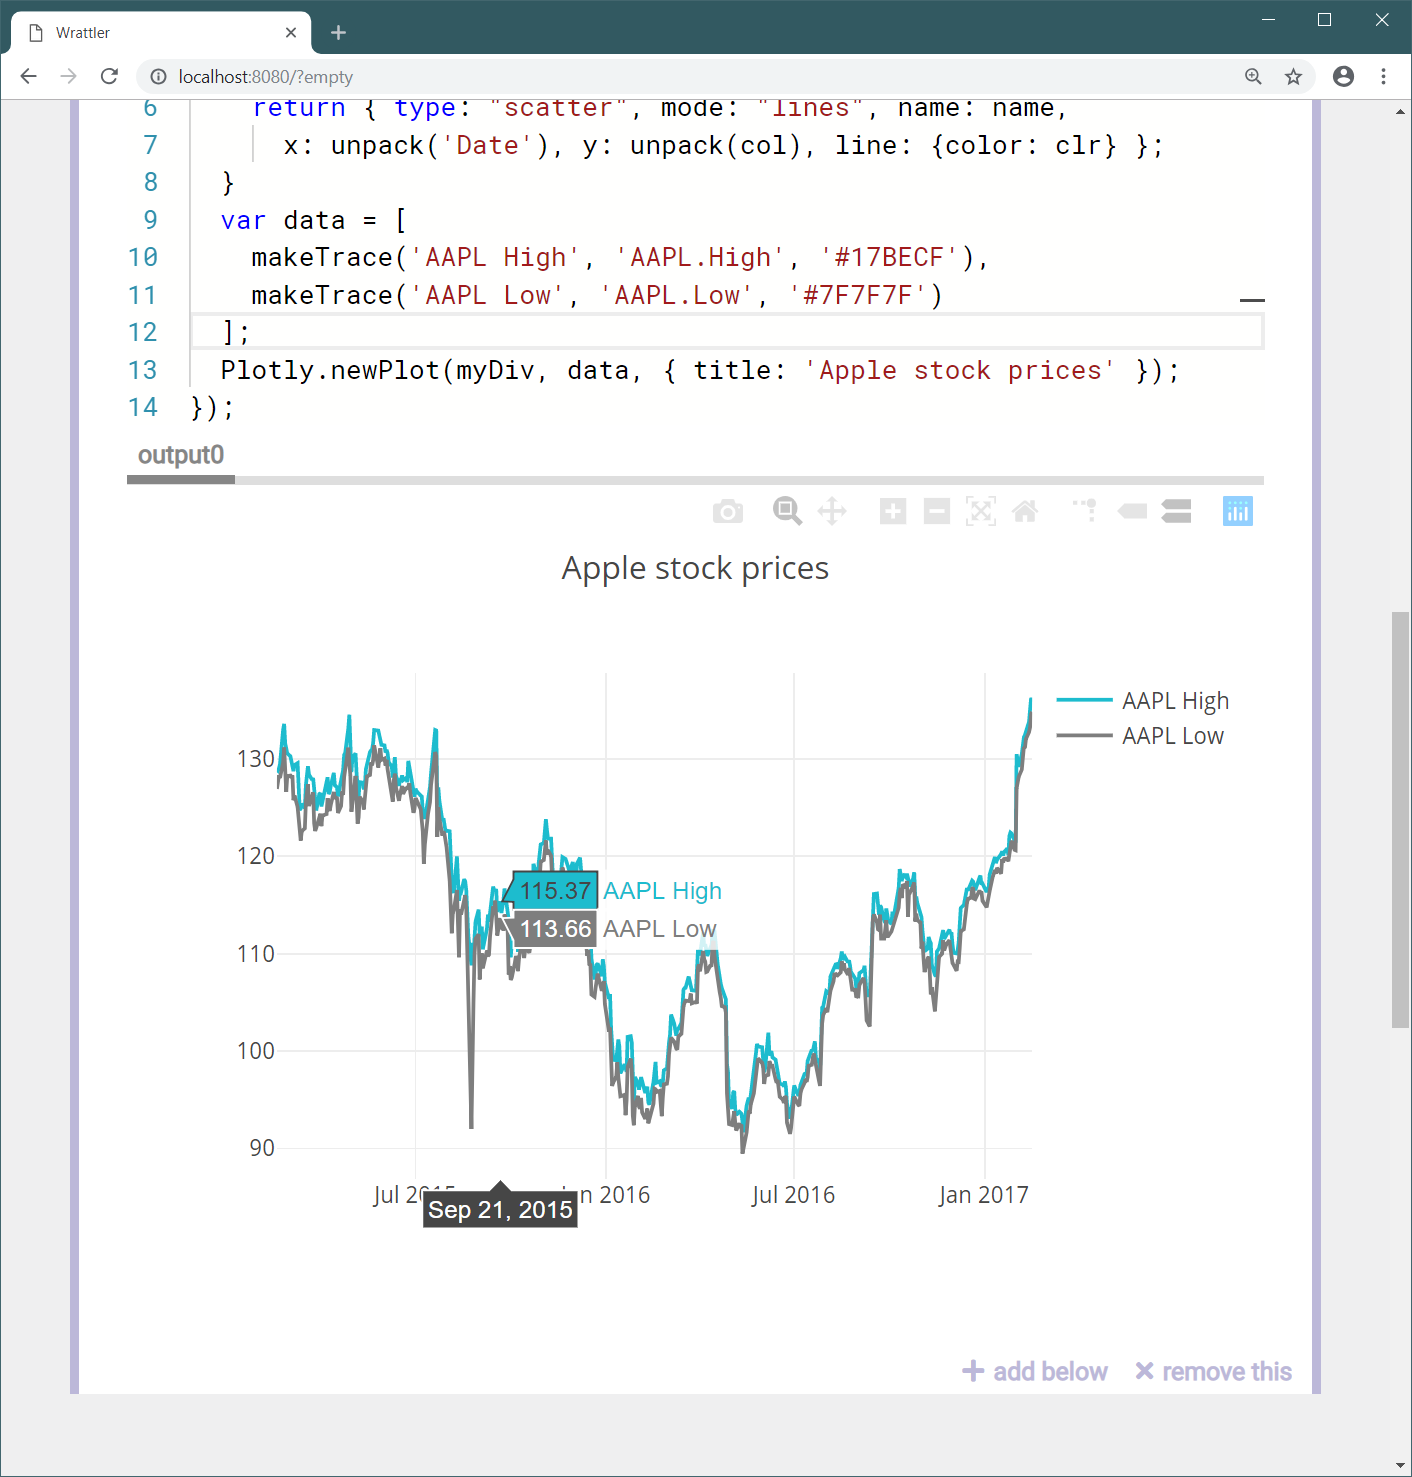 Wrattler
localhost:8080/?empty
6 return { type: "scatter", mode: "lines", name: name,
7 x: unpack('Date'), y: unpack(col), line: {color: clr} };
8 }
9 var data = [
10 makeTrace('AAPL High', 'AAPL.High', '#17BECF'),
11 makeTrace('AAPL Low', 'AAPL.Low', '#7F7F7F')
12 ];
13 Plotly.newPlot(myDiv, data, { title: 'Apple stock prices' });
14 });
output0
Apple stock prices
AAPL High
AAPL Low
130
120
115.37 AAPL High
113.66 AAPL Low
110
100
90
Jul 2015
n 2016
Jul 2016
Jan 2017
Sep 21, 2015
add below
remove this